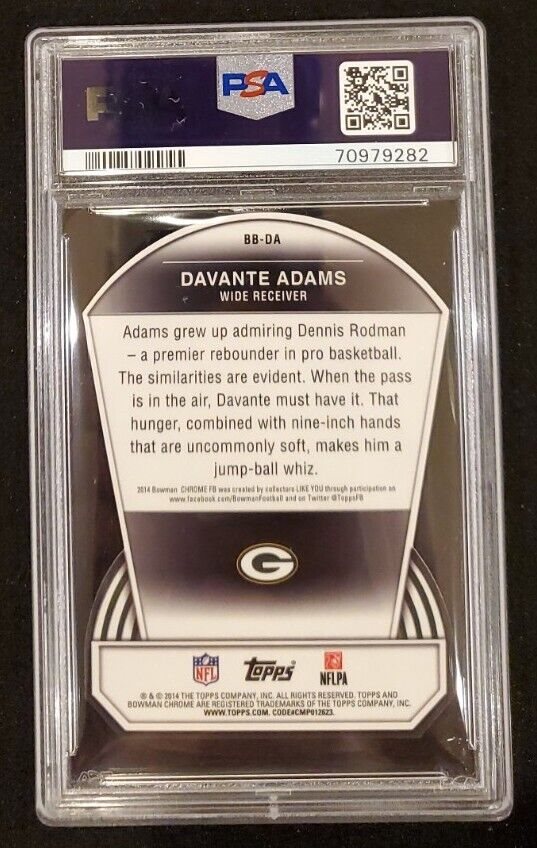 PSA
70979282
BB-DA
DAVANTE ADAMS
WIDE RECEIVER
Adams grew up admiring Dennis Rodman
– a premier rebounder in pro basketball.
The similarities are evident. When the pass
is in the air, Davante must have it. That
hunger, combined with nine-inch hands
that are uncommonly soft, makes him a
jump-ball whiz.
2014 Bowman CHROME FB was created by collectors LIKE YOU through participation on
www.facebook.com/BowmanFootball and on Twitter @ToppsFB
G
NFL Topps NFLPA
® & © 2014 THE TOPPS COMPANY, INC. ALL RIGHTS RESERVED. TOPPS AND
BOWMAN CHROME ARE REGISTERED TRADEMARKS OF THE TOPPS COMPANY, INC.
WWW.TOPPS.COM. CODE#CMP012623.